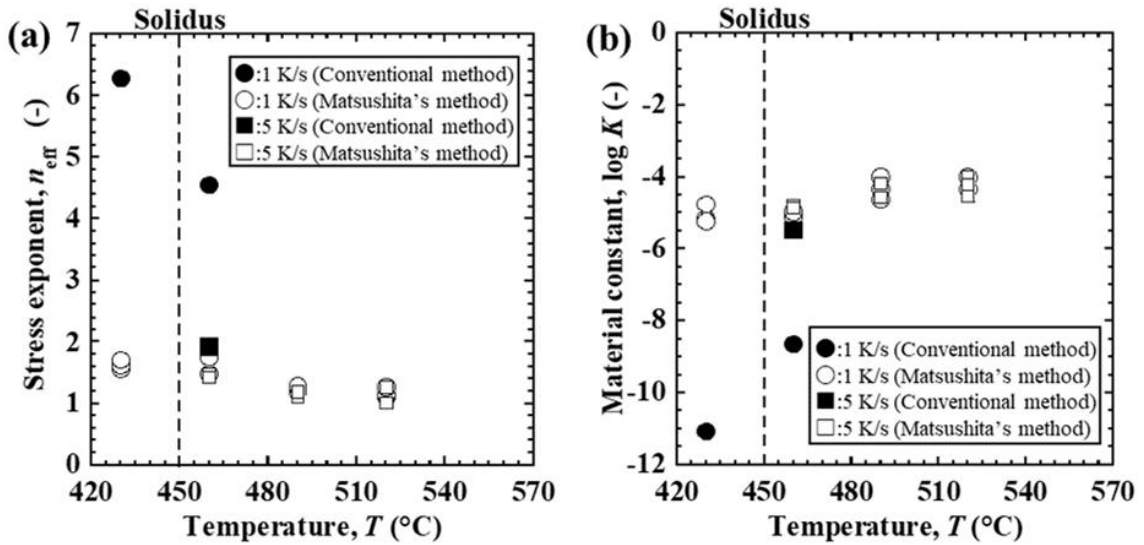 (a)
Solidus
7
6
5
4
3
2
1
0
Stress exponent, n_eff (-)
●:1 K/s (Conventional method)
○:1 K/s (Matsushita's method)
■:5 K/s (Conventional method)
□:5 K/s (Matsushita's method)
420 450 480 510 540 570
Temperature, T (°C)
(b)
Solidus
0
-2
-4
-6
-8
-10
-12
Material constant, log K (-)
●:1 K/s (Conventional method)
○:1 K/s (Matsushita's method)
■:5 K/s (Conventional method)
□:5 K/s (Matsushita's method)
420 450 480 510 540 570
Temperature, T (°C)